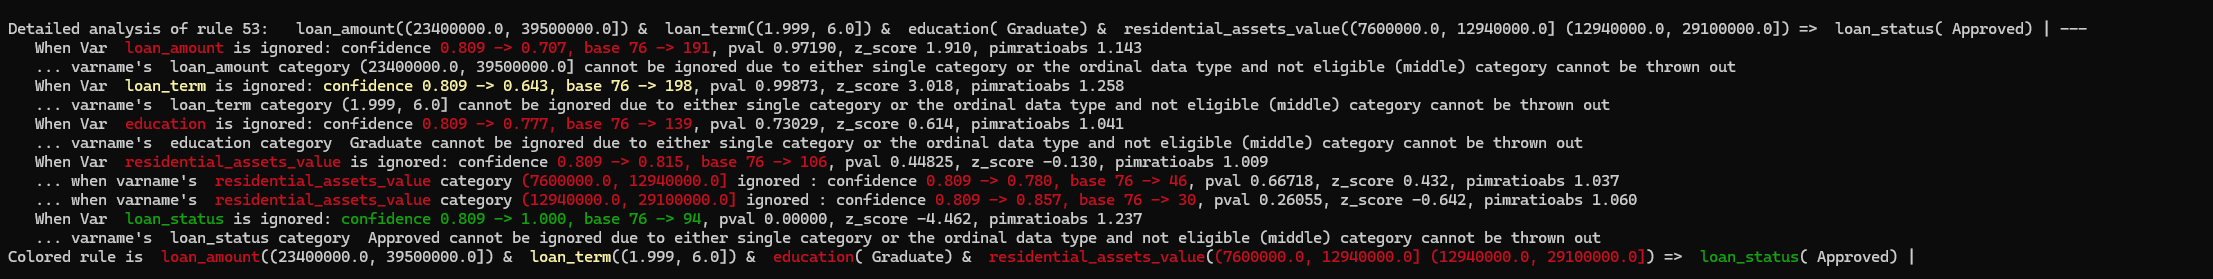 Detailed analysis of rule 53:   loan_amount((23400000.0, 39500000.0]) &  loan_term((1.999, 6.0]) &  education( Graduate) &  residential_assets_value((7600000.0, 12940000.0] (12940000.0, 29100000.0]) =>  loan_status( Approved) | ---
   When Var  loan_amount is ignored: confidence 0.809 -> 0.707, base 76 -> 191, pval 0.97190, z_score 1.910, pimratioabs 1.143
   ... varname's  loan_amount category (23400000.0, 39500000.0] cannot be ignored due to either single category or the ordinal data type and not eligible (middle) category cannot be thrown out
   When Var  loan_term is ignored: confidence 0.809 -> 0.643, base 76 -> 198, pval 0.99873, z_score 3.018, pimratioabs 1.258
   ... varname's  loan_term category (1.999, 6.0] cannot be ignored due to either single category or the ordinal data type and not eligible (middle) category cannot be thrown out
   When Var  education is ignored: confidence 0.809 -> 0.777, base 76 -> 139, pval 0.73029, z_score 0.614, pimratioabs 1.041
   ... varname's  education category  Graduate cannot be ignored due to either single category or the ordinal data type and not eligible (middle) category cannot be thrown out
   When Var  residential_assets_value is ignored: confidence 0.809 -> 0.815, base 76 -> 106, pval 0.44825, z_score -0.130, pimratioabs 1.009
   ... when varname's  residential_assets_value category (7600000.0, 12940000.0] ignored : confidence 0.809 -> 0.780, base 76 -> 46, pval 0.66718, z_score 0.432, pimratioabs 1.037
   ... when varname's  residential_assets_value category (12940000.0, 29100000.0] ignored : confidence 0.809 -> 0.857, base 76 -> 30, pval 0.26055, z_score -0.642, pimratioabs 1.060
   When Var  loan_status is ignored: confidence 0.809 -> 1.000, base 76 -> 94, pval 0.00000, z_score -4.462, pimratioabs 1.237
   ... varname's  loan_status category  Approved cannot be ignored due to either single category or the ordinal data type and not eligible (middle) category cannot be thrown out
Colored rule is  loan_amount((23400000.0, 39500000.0]) &  loan_term((1.999, 6.0]) &  education( Graduate) &  residential_assets_value((7600000.0, 12940000.0] (12940000.0, 29100000.0]) =>  loan_status( Approved) |